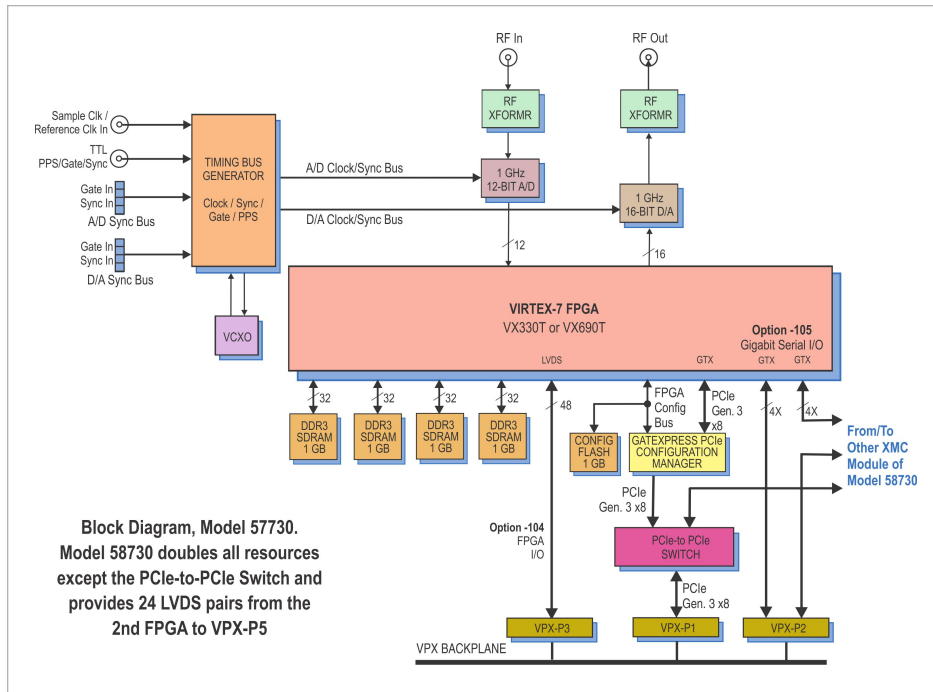 RF In
RF Out
RF
XFORMR
RF
XFORMR
Sample Clk /
Reference Clk In
TTL
PPS/Gate/Sync
Gate In
Sync In
A/D Sync Bus
Gate In
Sync In
D/A Sync Bus
TIMING BUS
GENERATOR
Clock / Sync /
Gate / PPS
VCXO
A/D Clock/Sync Bus
D/A Clock/Sync Bus
1 GHz
12-BIT A/D
1 GHz
16-BIT D/A
12
16
VIRTEX-7 FPGA
VX330T or VX690T
Option -105
Gigabit Serial I/O
LVDS
GTX
GTX
GTX
32
32
32
32
48
4X
4X
DDR3
SDRAM
1 GB
DDR3
SDRAM
1 GB
DDR3
SDRAM
1 GB
DDR3
SDRAM
1 GB
FPGA
Config
Bus
PCIe
Gen. 3
x8
CONFIG
FLASH
1 GB
GATEXPRESS PCIe
CONFIGURATION
MANAGER
From/To
Other XMC
Module of
Model 58730
PCIe
Gen. 3 x8
Option -104
FPGA
I/O
PCIe-to PCIe
SWITCH
PCIe
Gen. 3 x8
VPX-P3
VPX-P1
VPX-P2
VPX BACKPLANE
Block Diagram, Model 57730.
Model 58730 doubles all resources
except the PCIe-to-PCIe Switch and
provides 24 LVDS pairs from the
2nd FPGA to VPX-P5